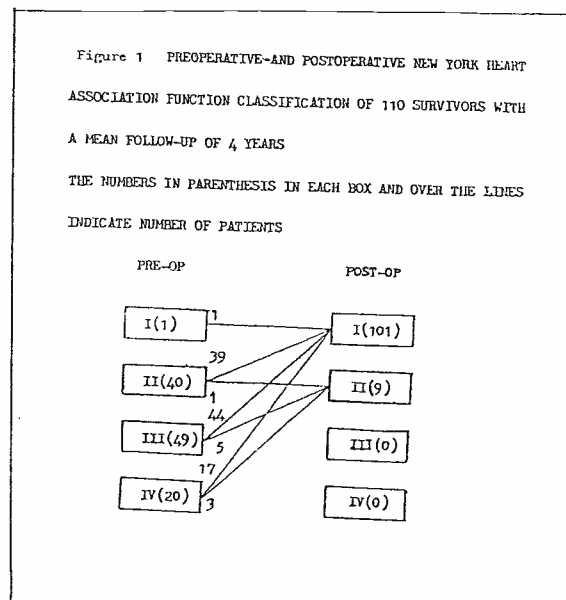 Figure 1 PREOPERATIVE-AND POSTOPERATIVE NEW YORK HEART
ASSOCIATION FUNCTION CLASSIFICATION OF 110 SURVIVORS WITH
A MEAN FOLLOW-UP OF 4 YEARS
THE NUMBERS IN PARENTHESIS IN EACH BOX AND OVER THE LINES
INDICATE NUMBER OF PATIENTS
PRE-OP POST-OP
I(1) 1 I(101)
39
II(40) II(9)
1
44
III(49) III(0)
5
17
IV(20) IV(0)
3